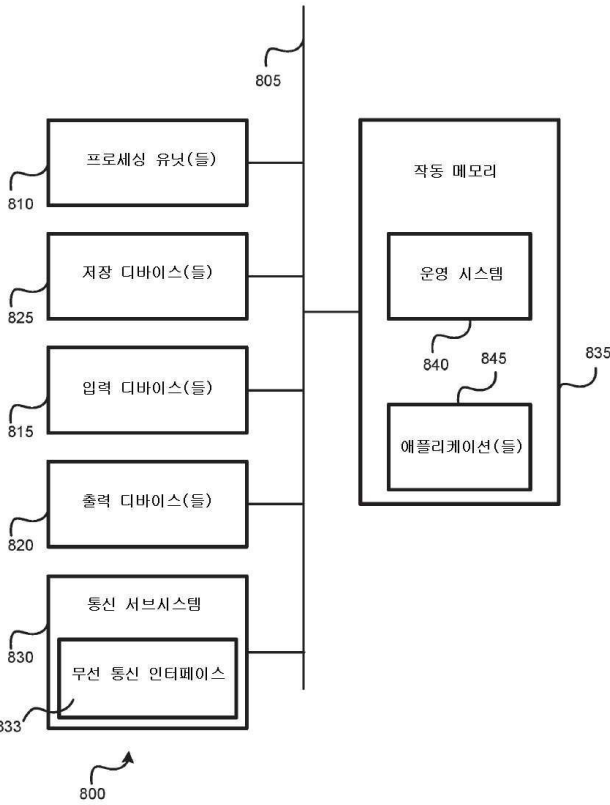 805
프로세싱 유닛(들)
810
저장 디바이스(들)
825
입력 디바이스(들)
815
출력 디바이스(들)
820
통신 서브시스템
830
무선 통신 인터페이스
833
800
작동 메모리
운영 시스템
840
845
835
애플리케이션(들)